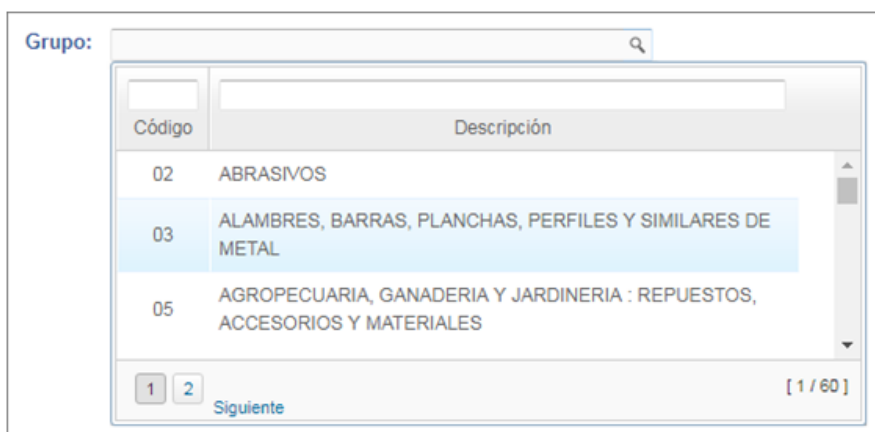 Grupo:
Código Descripción
02 ABRASIVOS
03 ALAMBRES, BARRAS, PLANCHAS, PERFILES Y SIMILARES DE
METAL
05 AGROPECUARIA, GANADERIA Y JARDINERIA : REPUESTOS,
ACCESORIOS Y MATERIALES
1 2 Siguiente [ 1 / 60 ]